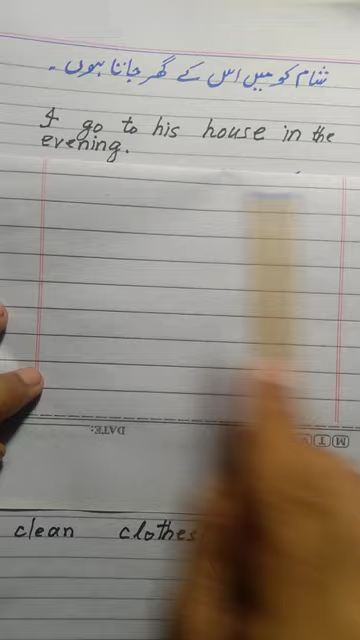 شام کو میں اس کے گھر جاتا ہوں ۔
I go to his house in the
evening.
DATE:
M T
clean clothes